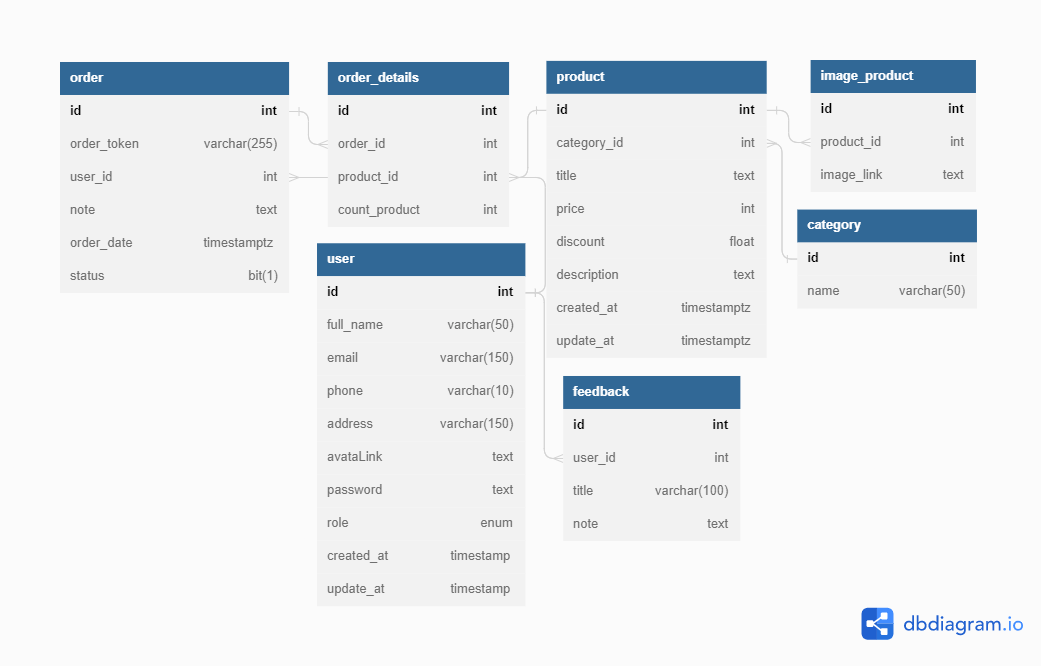 order
id int
order_token varchar(255)
user_id int
note text
order_date timestamptz
status bit(1)
order_details
id int
order_id int
product_id int
count_product int
product
id int
category_id int
title text
price int
discount float
description text
created_at timestamptz
update_at timestamptz
image_product
id int
product_id int
image_link text
category
id int
name varchar(50)
user
id int
full_name varchar(50)
email varchar(150)
phone varchar(10)
address varchar(150)
avataLink text
password text
role enum
created_at timestamp
update_at timestamp
feedback
id int
user_id int
title varchar(100)
note text
dbdiagram.io